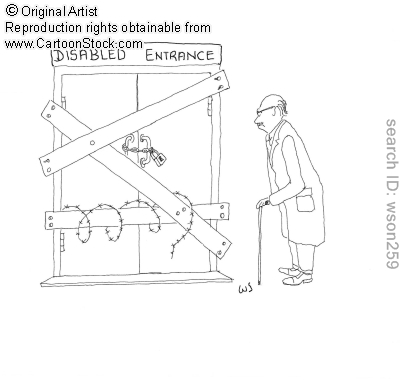 © Original Artist
Reproduction rights obtainable from
www.CartoonStock.com
DISABLED ENTRANCE
search ID: wson259
WS